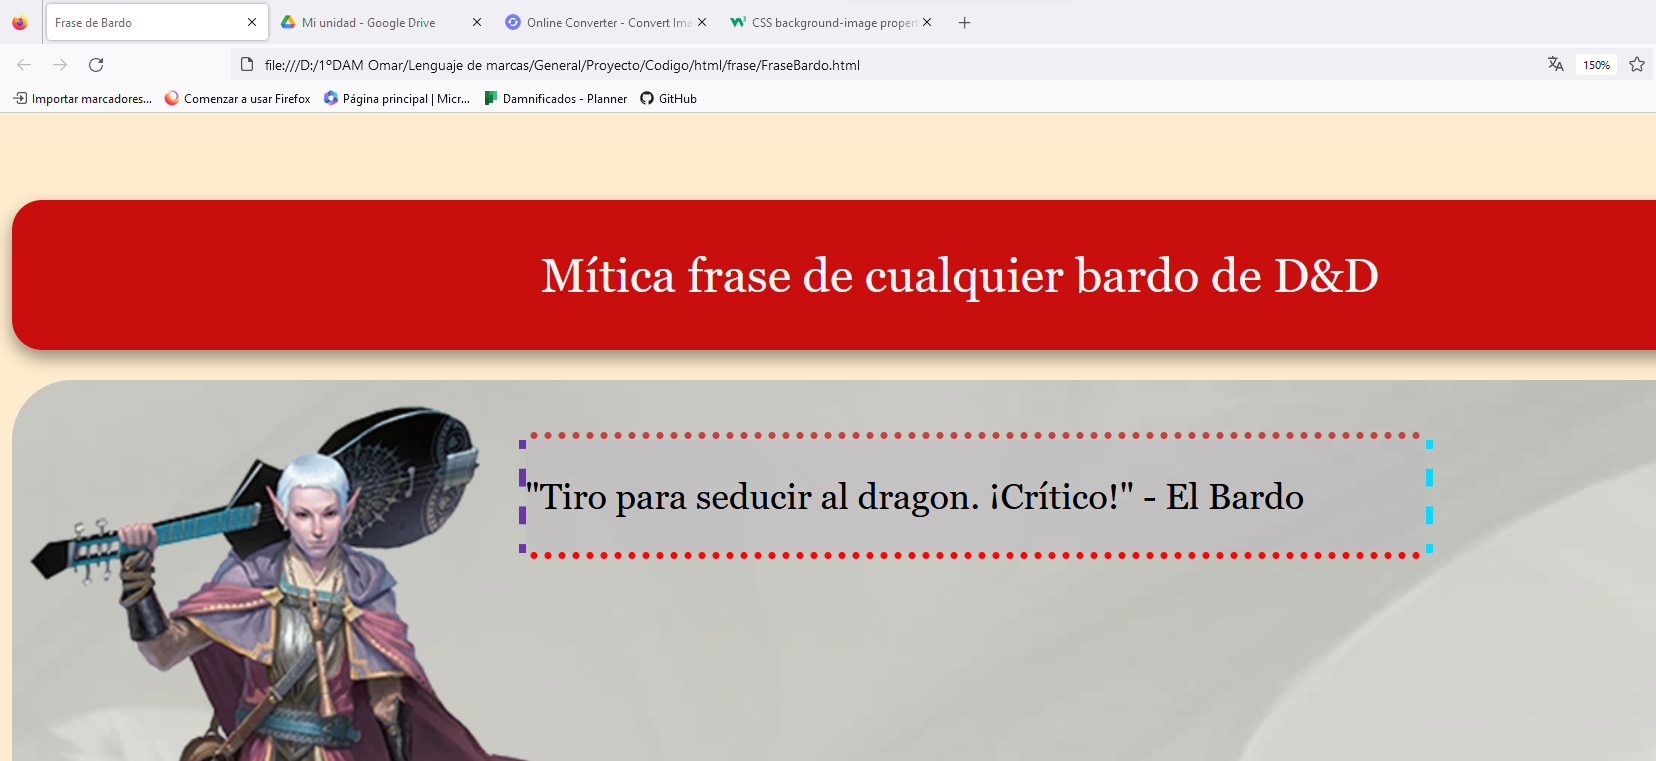 Frase de Bardo
Mi unidad - Google Drive
Online Converter - Convert Ima
CSS background-image propert
file:///D:/1ºDAM Omar/Lenguaje de marcas/General/Proyecto/Codigo/html/frase/FraseBardo.html
150%
Importar marcadores...
Comenzar a usar Firefox
Página principal | Micr...
Damnificados - Planner
GitHub
Mítica frase de cualquier bardo de D&D
"Tiro para seducir al dragon. ¡Crítico!" - El Bardo